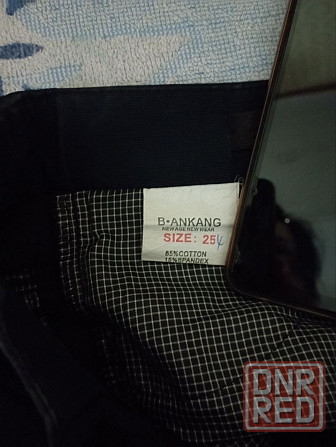 B•ANKANG
NEW AGE NEW WEAR
SIZE: 25
85%COTTON
15%SPANDEX
DNR
RED